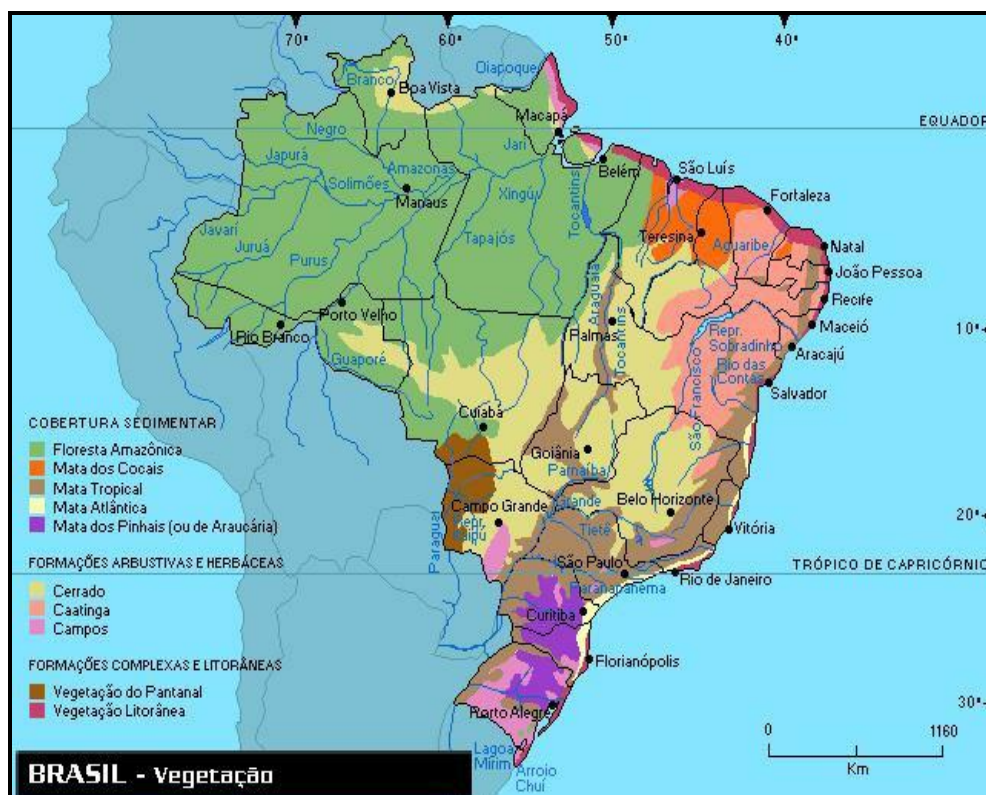 70°
60°
50°
40°
Oiapoque
Branco
Boa Vista
Macapá
EQUADOR
Negro
Jari
Japurá
Amazonas
São Luís
Belém
Solimões
Xingú
Fortaleza
Manaus
Tocantins
Javarí
Juruá
Tapajós
Teresina
Aguaribe
Natal
Purus
João Pessoa
Araguaia
Recife
Porto Velho
Palmas
Tocantins
Repr.
Sobradinho
Maceió
10°
Rio Branco
Guaporé
Rio das
Contas
Aracajú
São Francisco
Salvador
Cuiabá
COBERTURA SEDIMENTAR
Floresta Amazônica
Mata dos Cocais
Mata Tropical
Mata Atlântica
Mata dos Pinhais (ou de Araucária)
Goiânia
Parnaíba
Campo Grande
Grande
Belo Horizonte
20°
Repr.
Paraguai
Tietê
Vitória
FORMAÇÕES ARBUSTIVAS E HERBÁCEAS
Cerrado
Caatinga
Campos
São Paulo
Rio de Janeiro
TRÓPICO DE CAPRICÓRNIO
Paranapanema
Curitiba
FORMAÇÕES COMPLEXAS E LITORÂNEAS
Vegetação do Pantanal
Vegetação Litorânea
Florianópolis
Porto Alegre
30°
0
1160
Km
Lagoa
Mirim
Arroio
Chuí
BRASIL - Vegetação